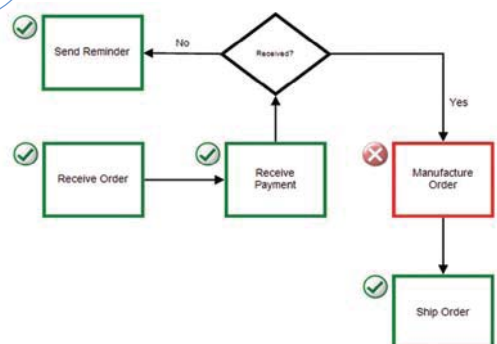 Send Reminder
No
Received?
Yes
Receive Order
Receive
Payment
Manufacture
Order
Ship Order